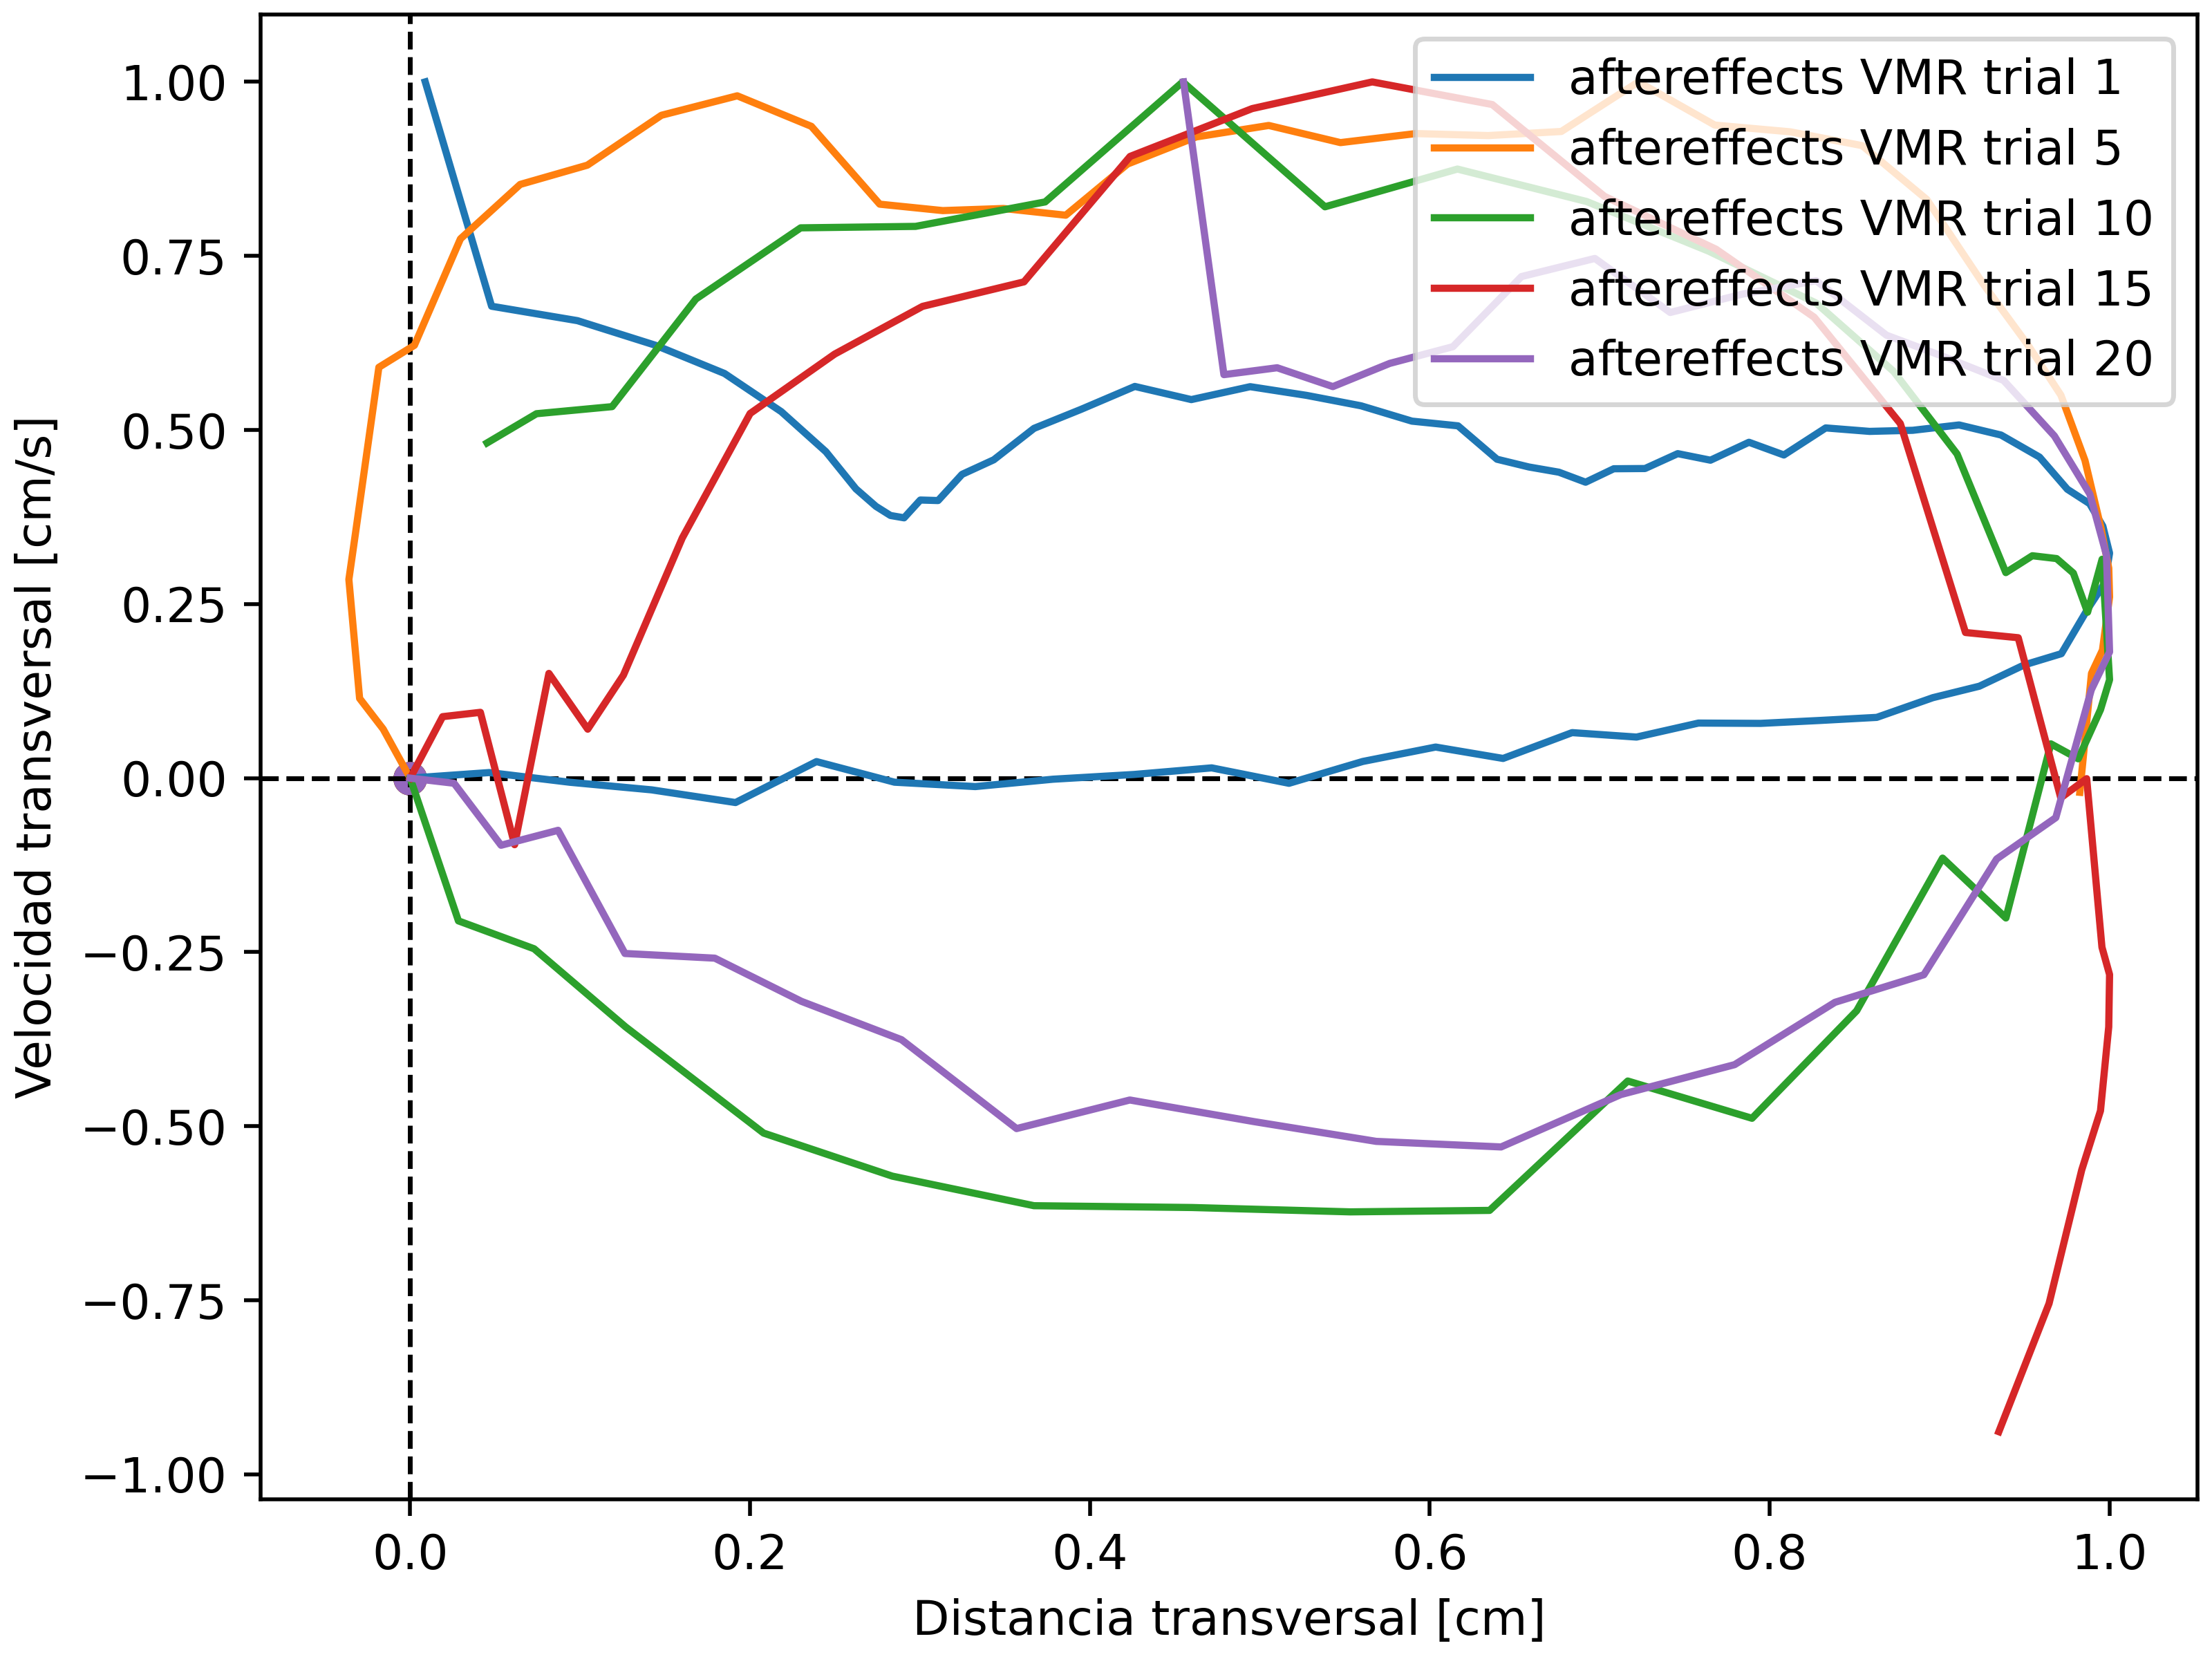 aftereffects VMR trial 1
aftereffects VMR trial 5
aftereffects VMR trial 10
aftereffects VMR trial 15
aftereffects VMR trial 20
Velocidad transversal [cm/s]
1.00
0.75
0.50
0.25
0.00
−0.25
−0.50
−0.75
−1.00
0.0 0.2 0.4 0.6 0.8 1.0
Distancia transversal [cm]